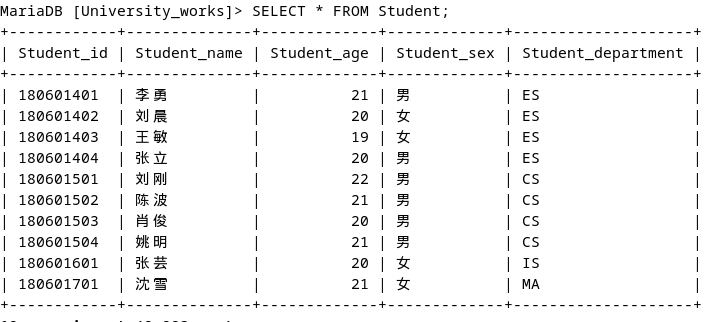 MariaDB [University_works]> SELECT * FROM Student;
+------------+--------------+-------------+-------------+--------------------+
| Student_id | Student_name | Student_age | Student_sex | Student_department |
+------------+--------------+-------------+-------------+--------------------+
| 180601401 | 李勇 | 21 | 男 | ES |
| 180601402 | 刘晨 | 20 | 女 | ES |
| 180601403 | 王敏 | 19 | 女 | ES |
| 180601404 | 张立 | 20 | 男 | ES |
| 180601501 | 刘刚 | 22 | 男 | CS |
| 180601502 | 陈波 | 21 | 男 | CS |
| 180601503 | 肖俊 | 20 | 男 | CS |
| 180601504 | 姚明 | 21 | 男 | CS |
| 180601601 | 张芸 | 20 | 女 | IS |
| 180601701 | 沈雪 | 21 | 女 | MA |
+------------+--------------+-------------+-------------+--------------------+